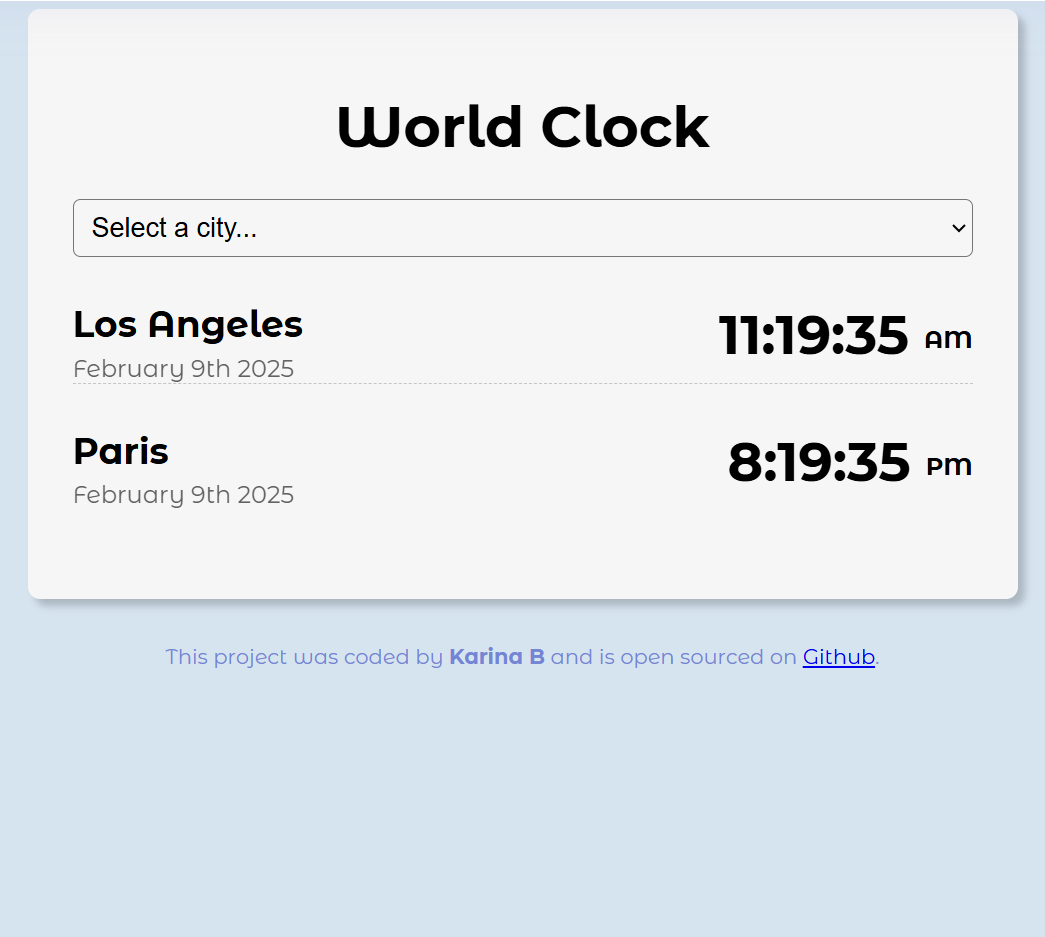 World Clock
Select a city...
Los Angeles
11:19:35 AM
February 9th 2025
Paris
8:19:35 PM
February 9th 2025
This project was coded by Karina B and is open sourced on Github.